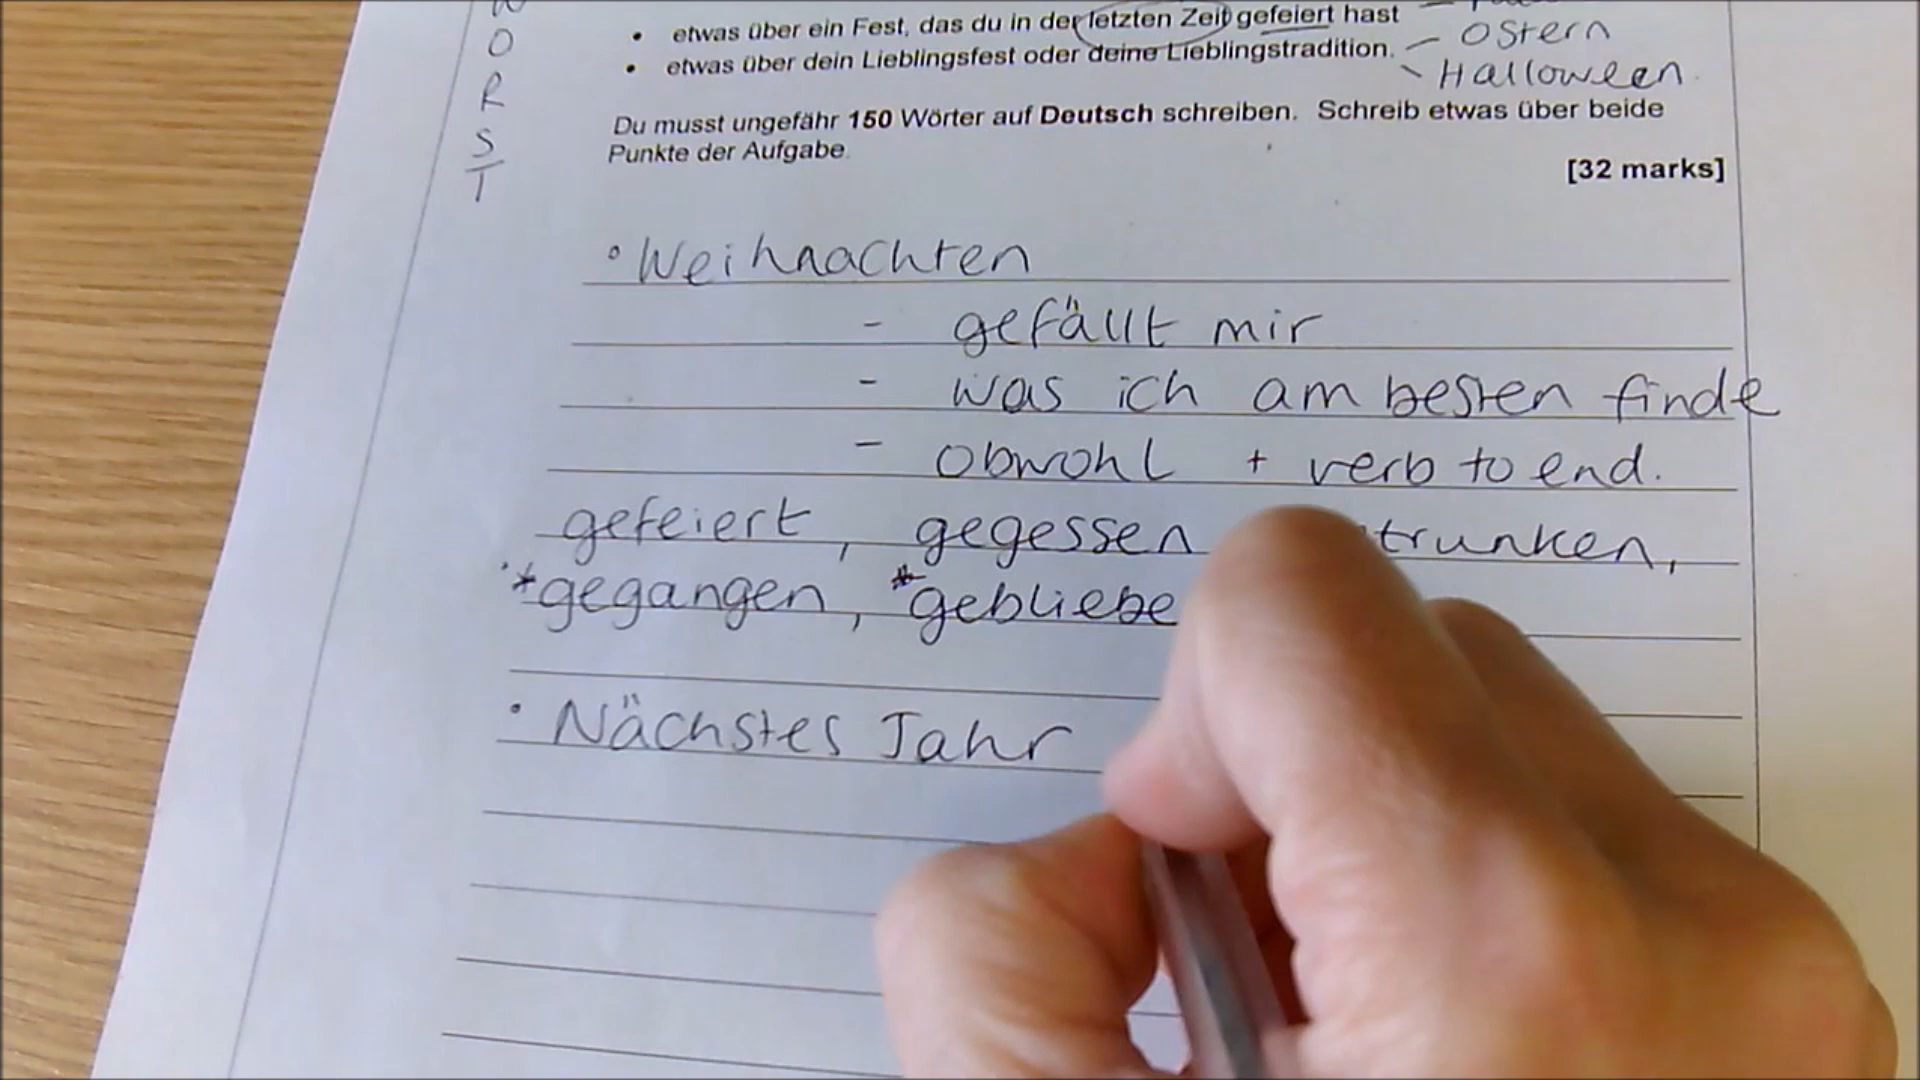 O
R
S
T
• etwas über ein Fest, das du in der letzten Zeit gefeiert hast
• etwas über dein Lieblingsfest oder deine Lieblingstradition.
- Ostern
- Halloween
Du musst ungefähr 150 Wörter auf Deutsch schreiben. Schreib etwas über beide
Punkte der Aufgabe.
[32 marks]
• Weihnachten
- gefällt mir
- was ich am besten finde
- obwohl + verb to end.
gefeiert, gegessen trunken,
*gegangen, *gebliebe
• Nächstes Jahr